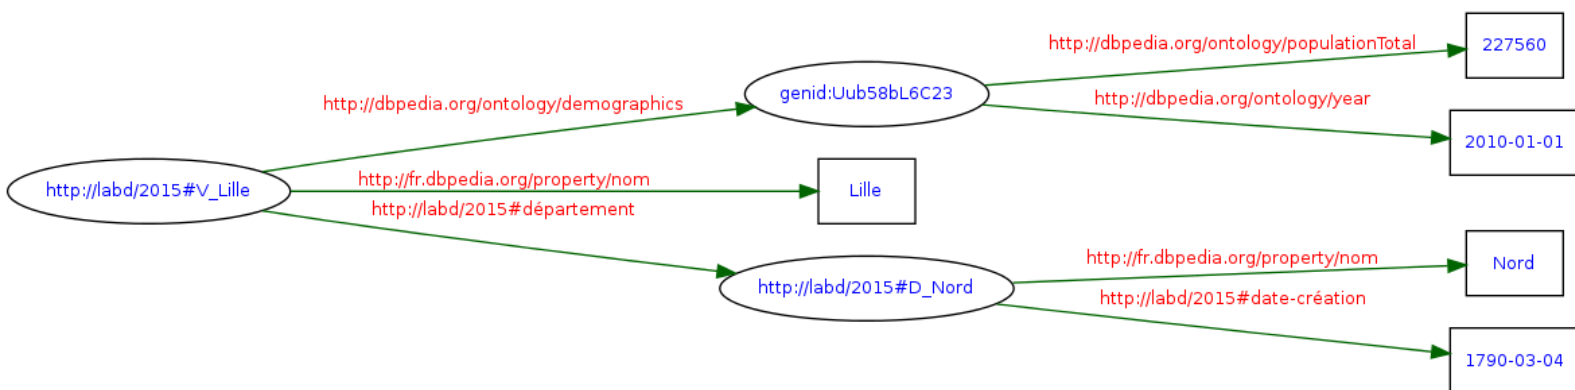 http://dbpedia.org/ontology/populationTotal
227560
http://dbpedia.org/ontology/demographics
genid:Uub58bL6C23
http://dbpedia.org/ontology/year
2010-01-01
http://labd/2015#V_Lille
http://fr.dbpedia.org/property/nom
Lille
http://labd/2015#département
http://labd/2015#D_Nord
http://fr.dbpedia.org/property/nom
Nord
http://labd/2015#date-création
1790-03-04